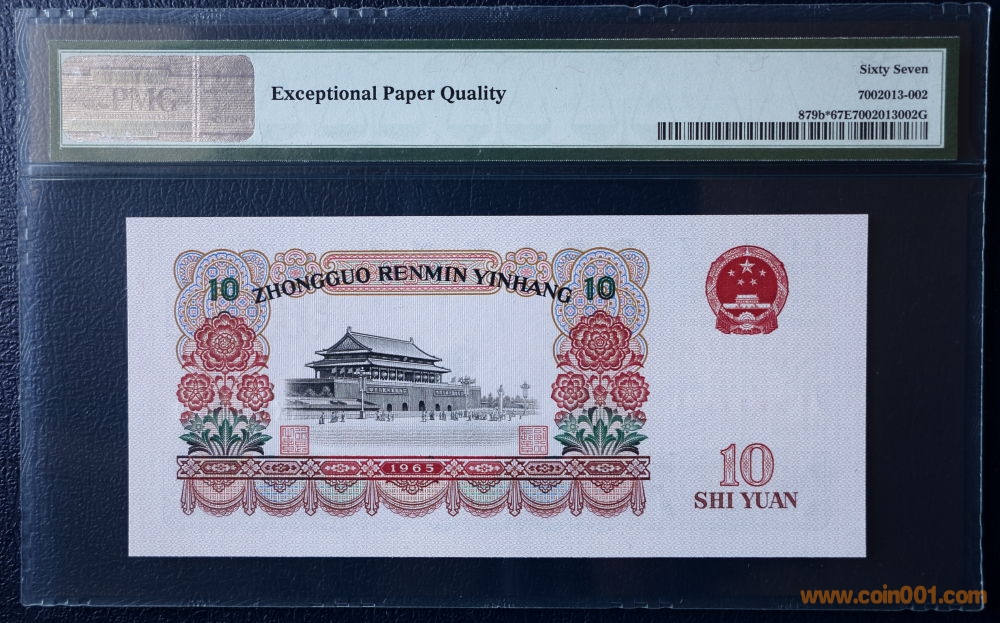 PMG
Exceptional Paper Quality
Sixty Seven
7002013-002
879b*67E7002013002G
10 ZHONGGUO RENMIN YINHANG 10
1965
10
SHI YUAN
www.coin001.com